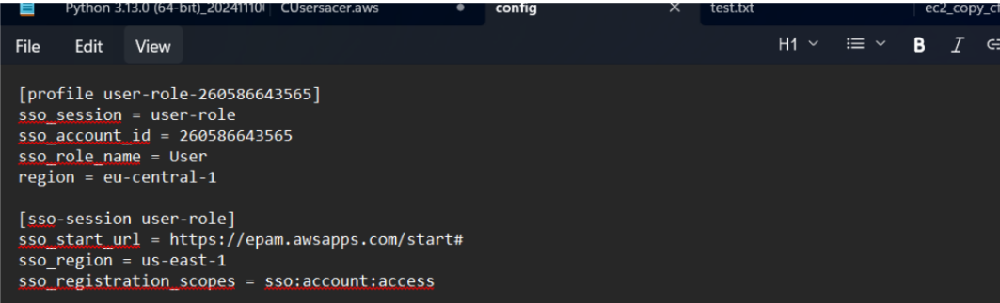 Python 3.13.0 (64-bit)_2024111 CUsersacer.aws config test.txt
File Edit View H1 B I
[profile user-role-260586643565]
sso_session = user-role
sso_account_id = 260586643565
sso_role_name = User
region = eu-central-1
[sso-session user-role]
sso_start_url = https://epam.awsapps.com/start#
sso_region = us-east-1
sso_registration_scopes = sso:account:access